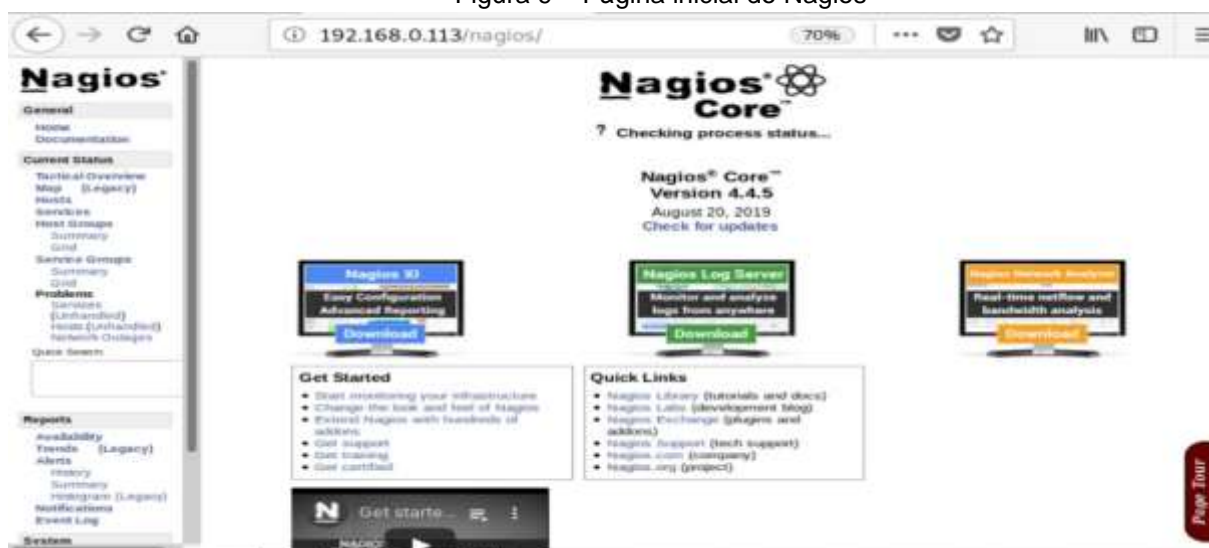 192.168.0.113/nagios/
70%
Nagios®
General
Home
Documentation
Current Status
Tactical Overview
Map (Legacy)
Hosts
Services
Host Groups
Summary
Grid
Service Groups
Summary
Grid
Problems
Services
(Unhandled)
Hosts (Unhandled)
Network Outages
Quick Search:
Reports
Availability
Trends (Legacy)
Alerts
History
Summary
Histogram (Legacy)
Notifications
Event Log
System
Nagios®
Core™
? Checking process status...
Nagios® Core™
Version 4.4.5
August 20, 2019
Check for updates
Nagios XI
Easy Configuration
Advanced Reporting
Download
Nagios Log Server
Monitor and analyze
logs from anywhere
Download
Nagios Network Analyzer
Real-time netflow and
bandwidth analysis
Download
Get Started
• Start monitoring your infrastructure
• Change the look and feel of Nagios
• Extend Nagios with hundreds of
addons
• Get support
• Get training
• Get certified
Quick Links
• Nagios Library (tutorials and docs)
• Nagios Labs (development blog)
• Nagios Exchange (plugins and
addons)
• Nagios Support (tech support)
• Nagios.com (company)
• Nagios.org (project)
N Get starte...
NAGIOS
Page Tour